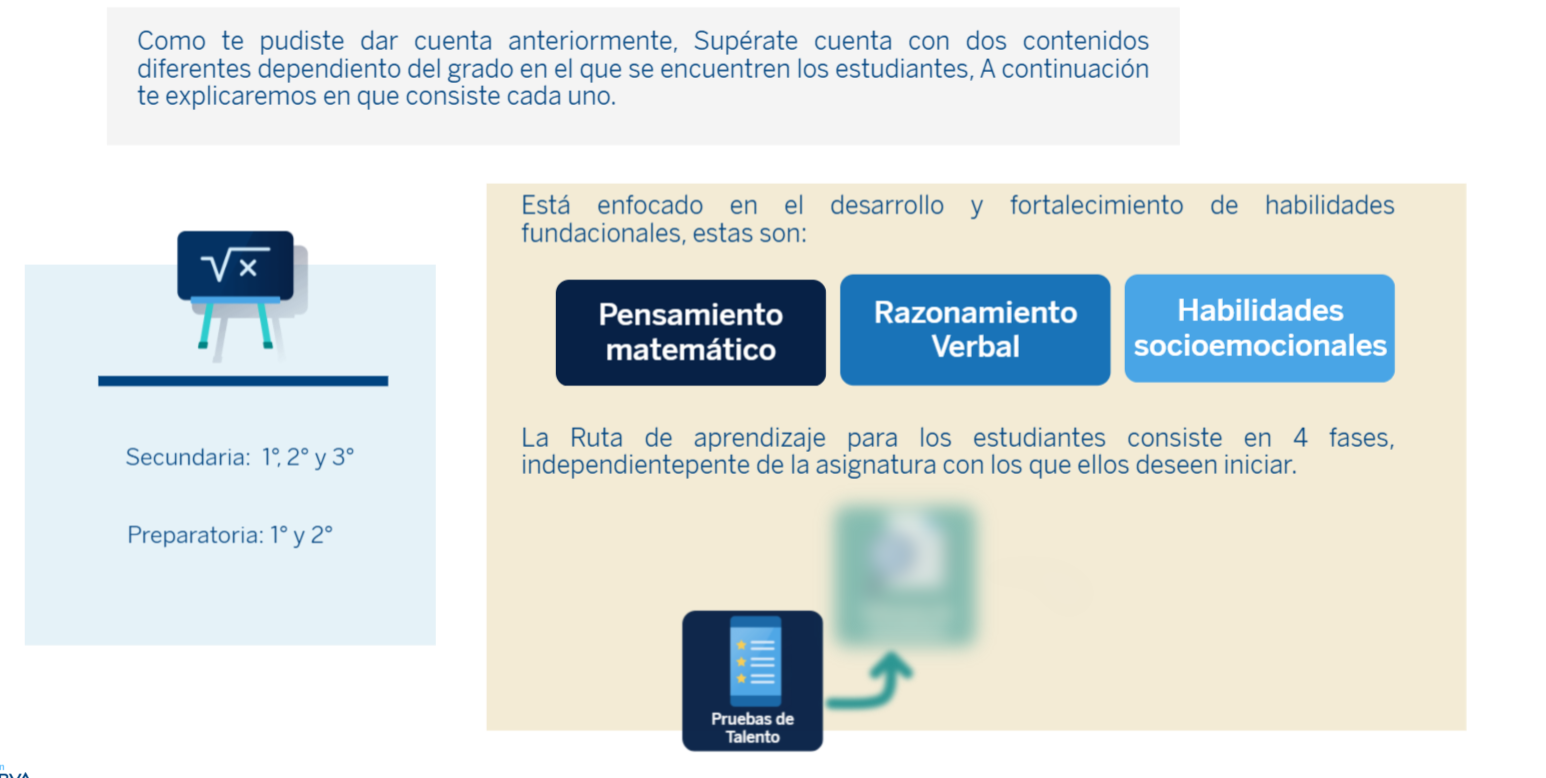 Como te pudiste dar cuenta anteriormente, Supérate cuenta con dos contenidos
diferentes dependiento del grado en el que se encuentren los estudiantes, A continuación
te explicaremos en que consiste cada uno.
√x
Secundaria: 1°, 2° y 3°
Preparatoria: 1° y 2°
Está enfocado en el desarrollo y fortalecimiento de habilidades
fundacionales, estas son:
Pensamiento
matemático
Razonamiento
Verbal
Habilidades
socioemocionales
La Ruta de aprendizaje para los estudiantes consiste en 4 fases,
independientepente de la asignatura con los que ellos deseen iniciar.
Pruebas de
Talento